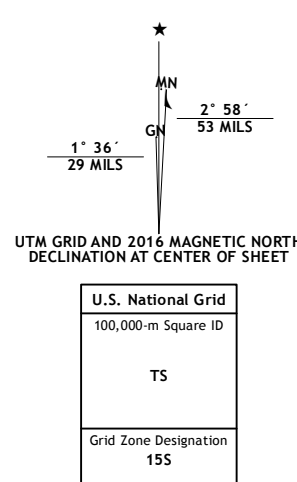 MN
2° 58´
53 MILS
GN
1° 36´
29 MILS
UTM GRID AND 2016 MAGNETIC NORTH
DECLINATION AT CENTER OF SHEET
U.S. National Grid
100,000-m Square ID
TS
Grid Zone Designation
15S